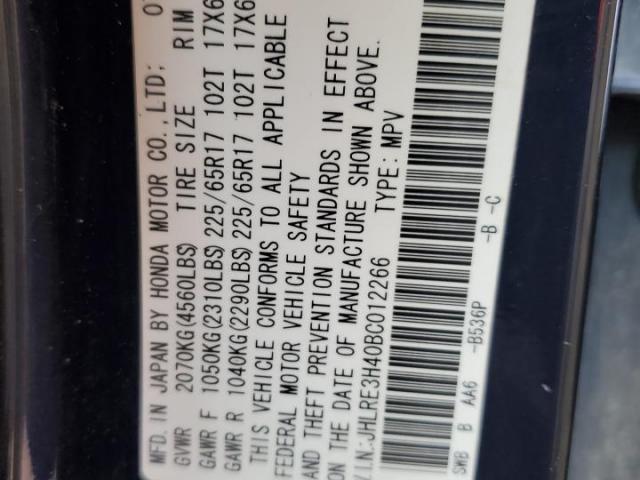 MFD. IN JAPAN BY HONDA MOTOR CO., LTD; 0
GVWR 2070KG(4560LBS) TIRE SIZE RIM
GAWR F 1050KG(2310LBS) 225/65R17 102T 17X6
GAWR R 1040KG(2290LBS) 225/65R17 102T 17X6
THIS VEHICLE CONFORMS TO ALL APPLICABLE
FEDERAL MOTOR VEHICLE SAFETY
AND THEFT PREVENTION STANDARDS IN EFFECT
ON THE DATE OF MANUFACTURE SHOWN ABOVE.
V.I.N.:JHLRE3H40BC012266 TYPE: MPV
SWB B AA6 -B536P -B -C